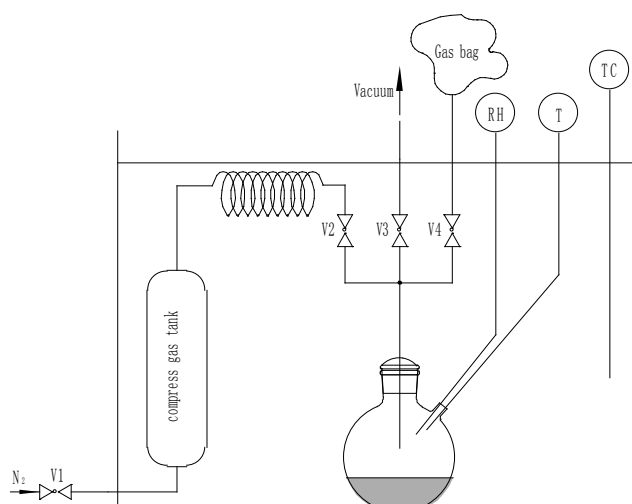 Gas bag
TC
Vacuum
RH
T
V2
V3
V4
compress gas tank
N₂
V1